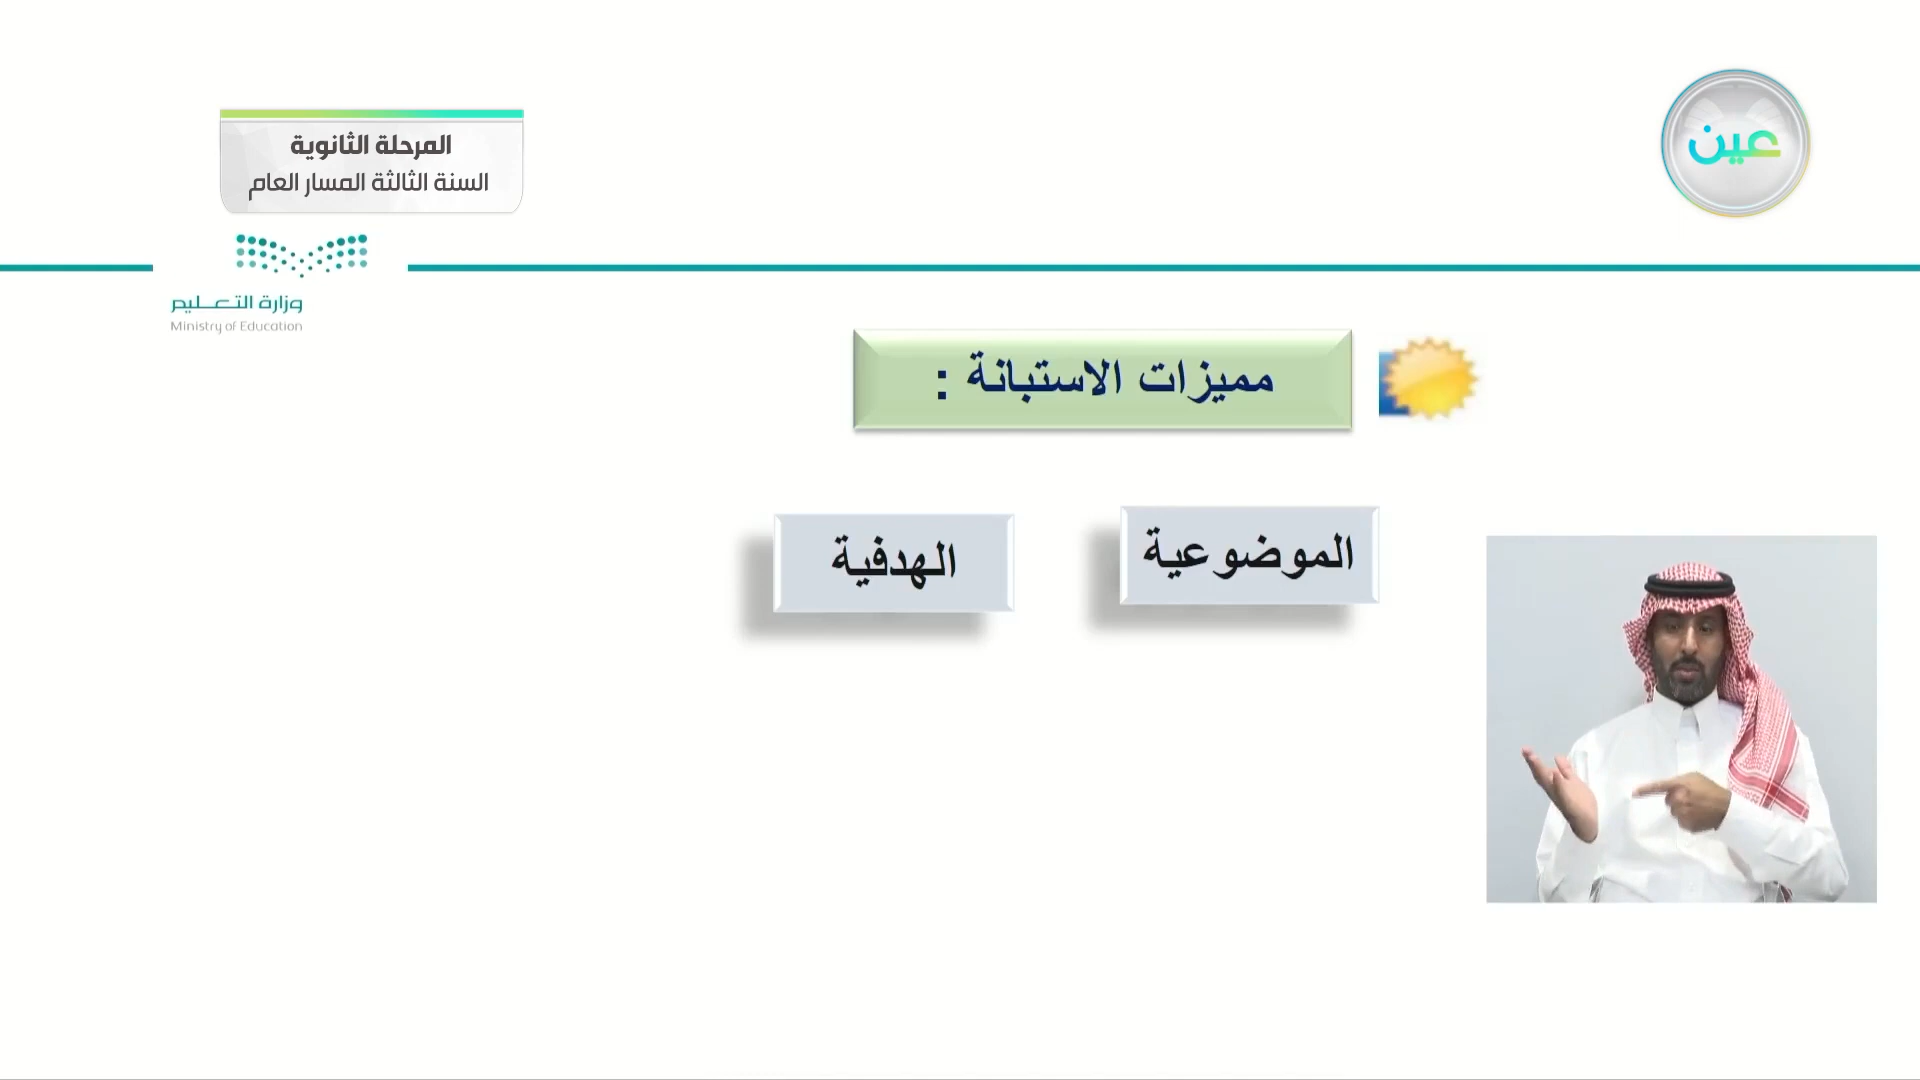 المرحلة الثانوية
السنة الثالثة المسار العام
عين
وزارة التعليم
Ministry of Education
مميزات الاستبانة :
الموضوعية
الهدفية